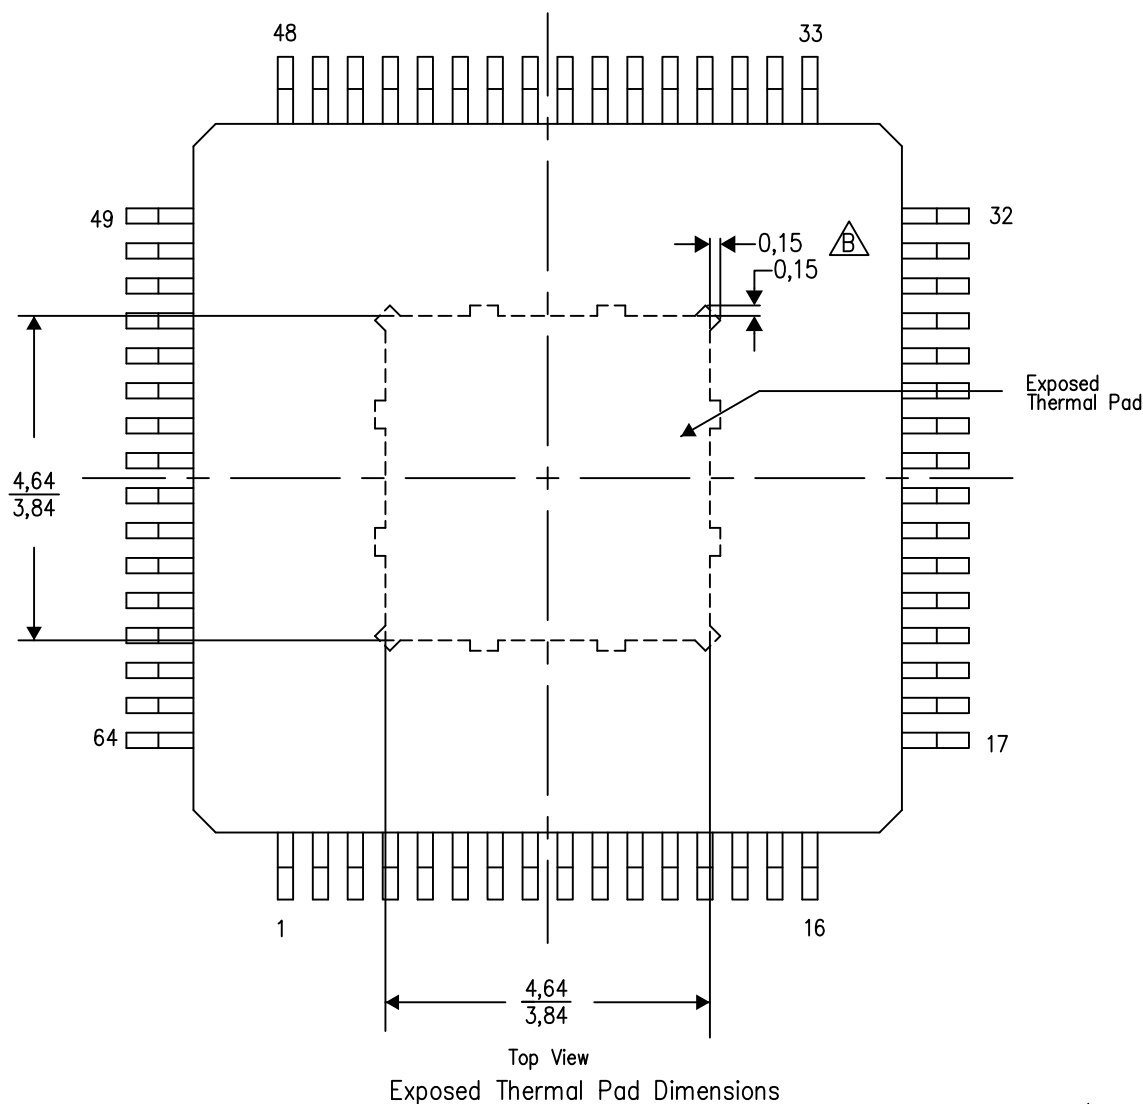 48
33
49
32
0,15
B
0,15
Exposed
Thermal Pad
4,64
3,84
64
17
1
16
4,64
3,84
Top View
Exposed Thermal Pad Dimensions